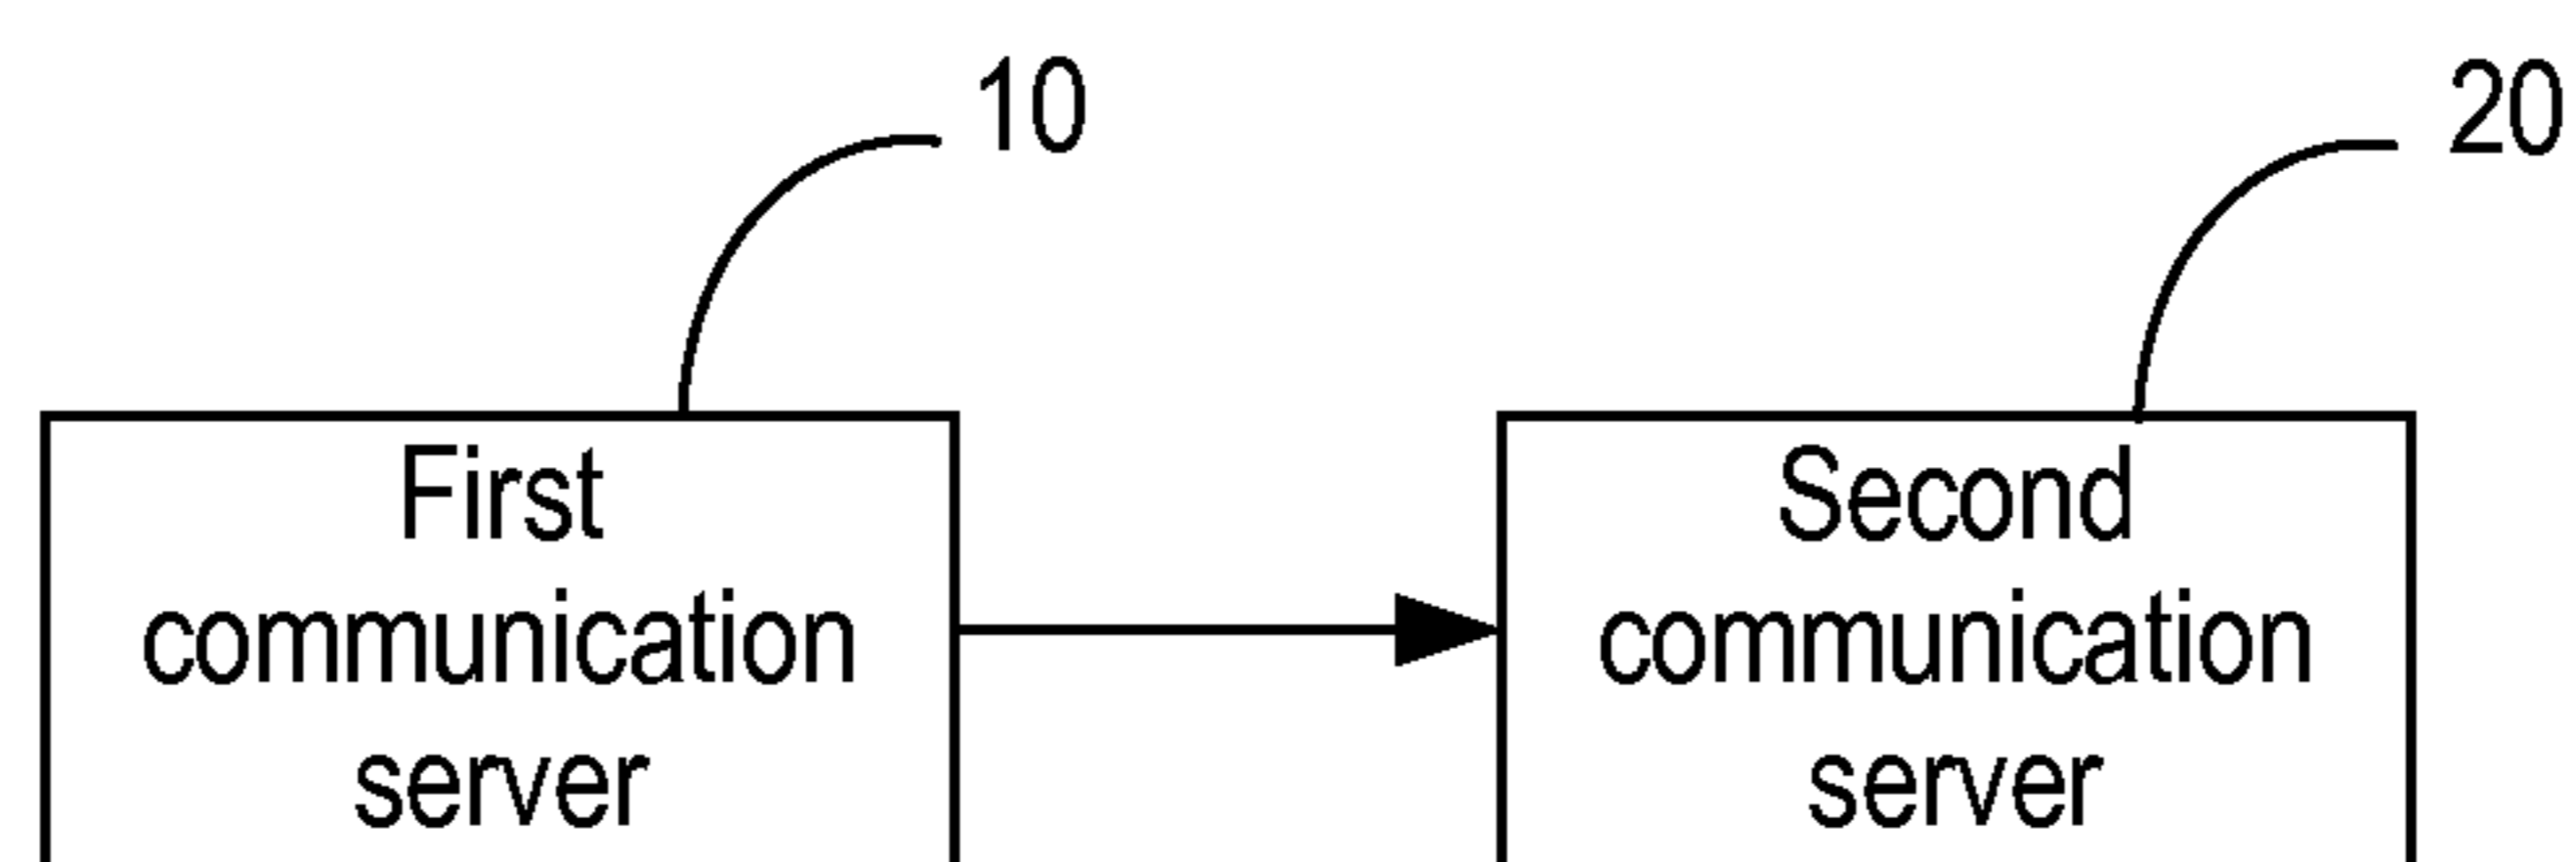 10
20
First
communication
server
Second
communication
server